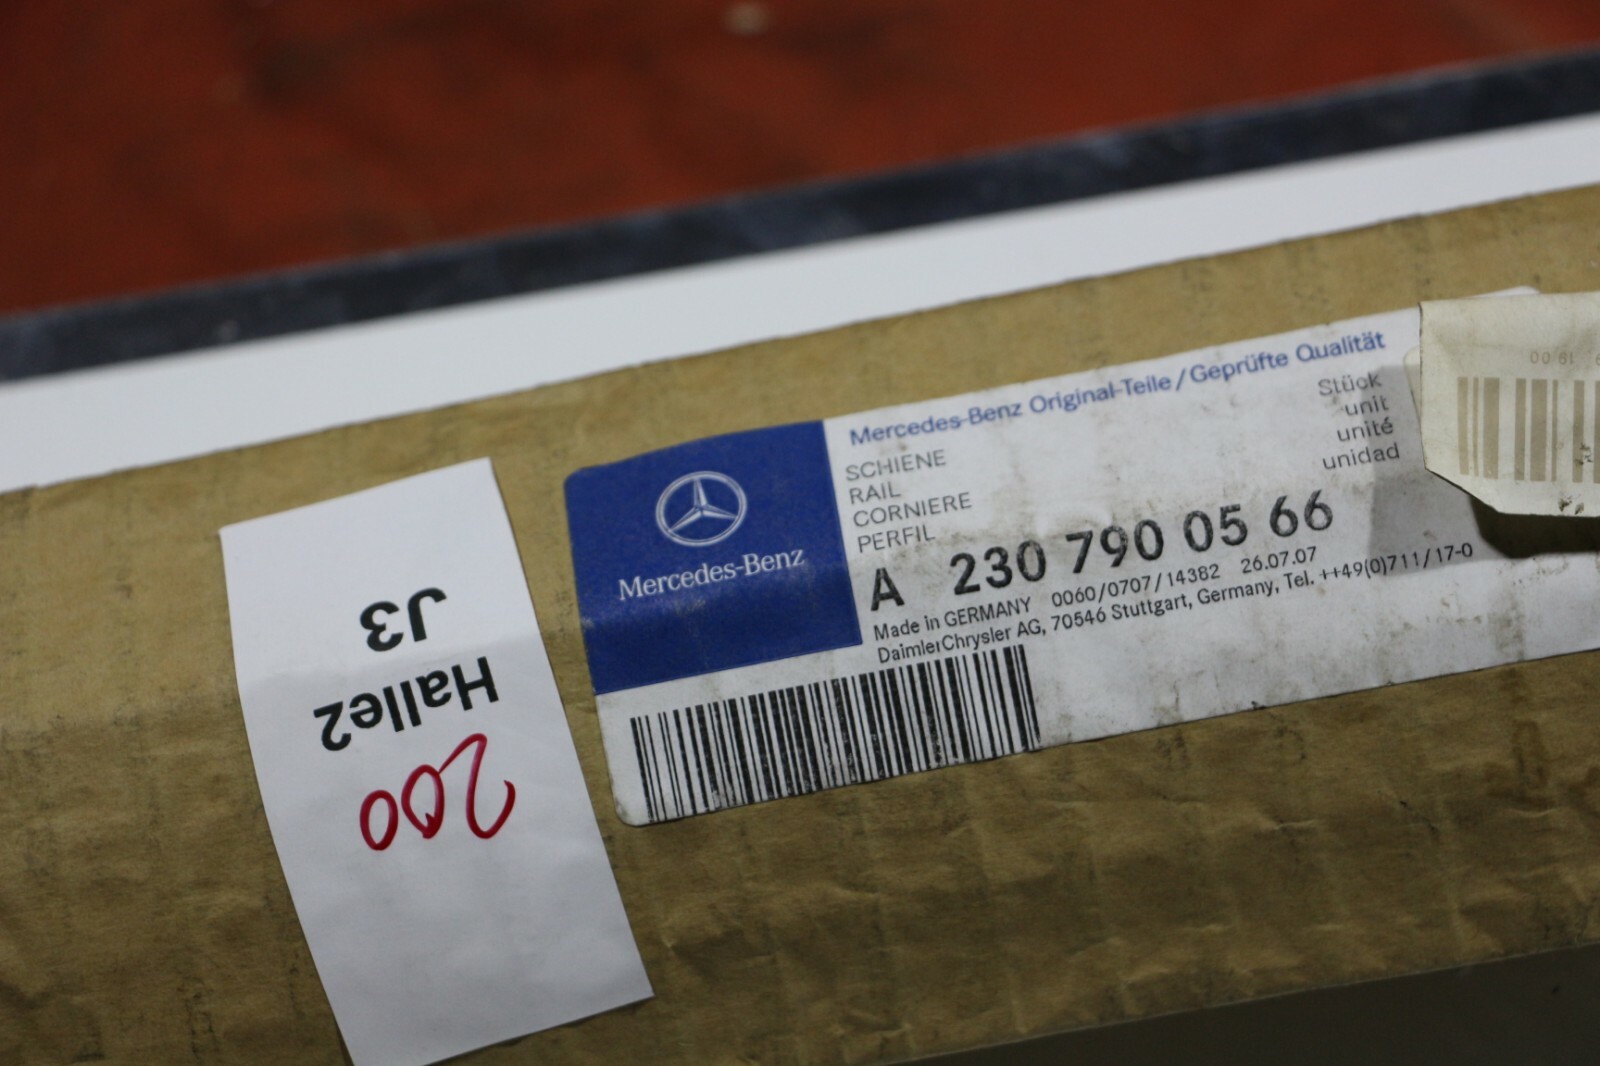 Mercedes-Benz Original-Teile / Geprüfte Qualität
SCHIENE
RAIL
CORNIERE
PERFIL
Stück
unit
unité
unidad
A 230 790 05 66
Made in GERMANY 0060/0707/14382 26.07.07
DaimlerChrysler AG, 70546 Stuttgart, Germany, Tel. ++49(0)711/17-0
Mercedes-Benz
200
Halle2
J3